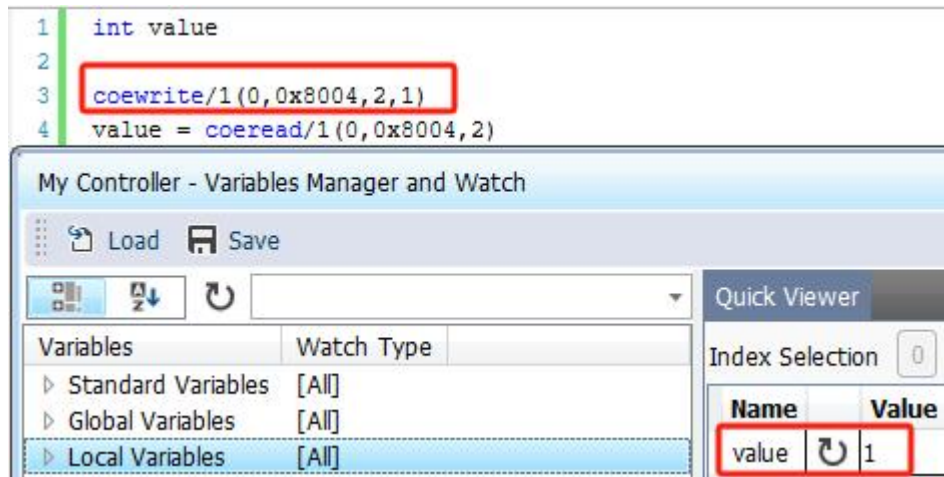 1 int value
2
3 coewrite/1(0,0x8004,2,1)
4 value = coeread/1(0,0x8004,2)
My Controller - Variables Manager and Watch
Load Save
Quick Viewer
Variables Watch Type
Index Selection 0
Standard Variables [All]
Name Value
Global Variables [All]
value 1
Local Variables [All]